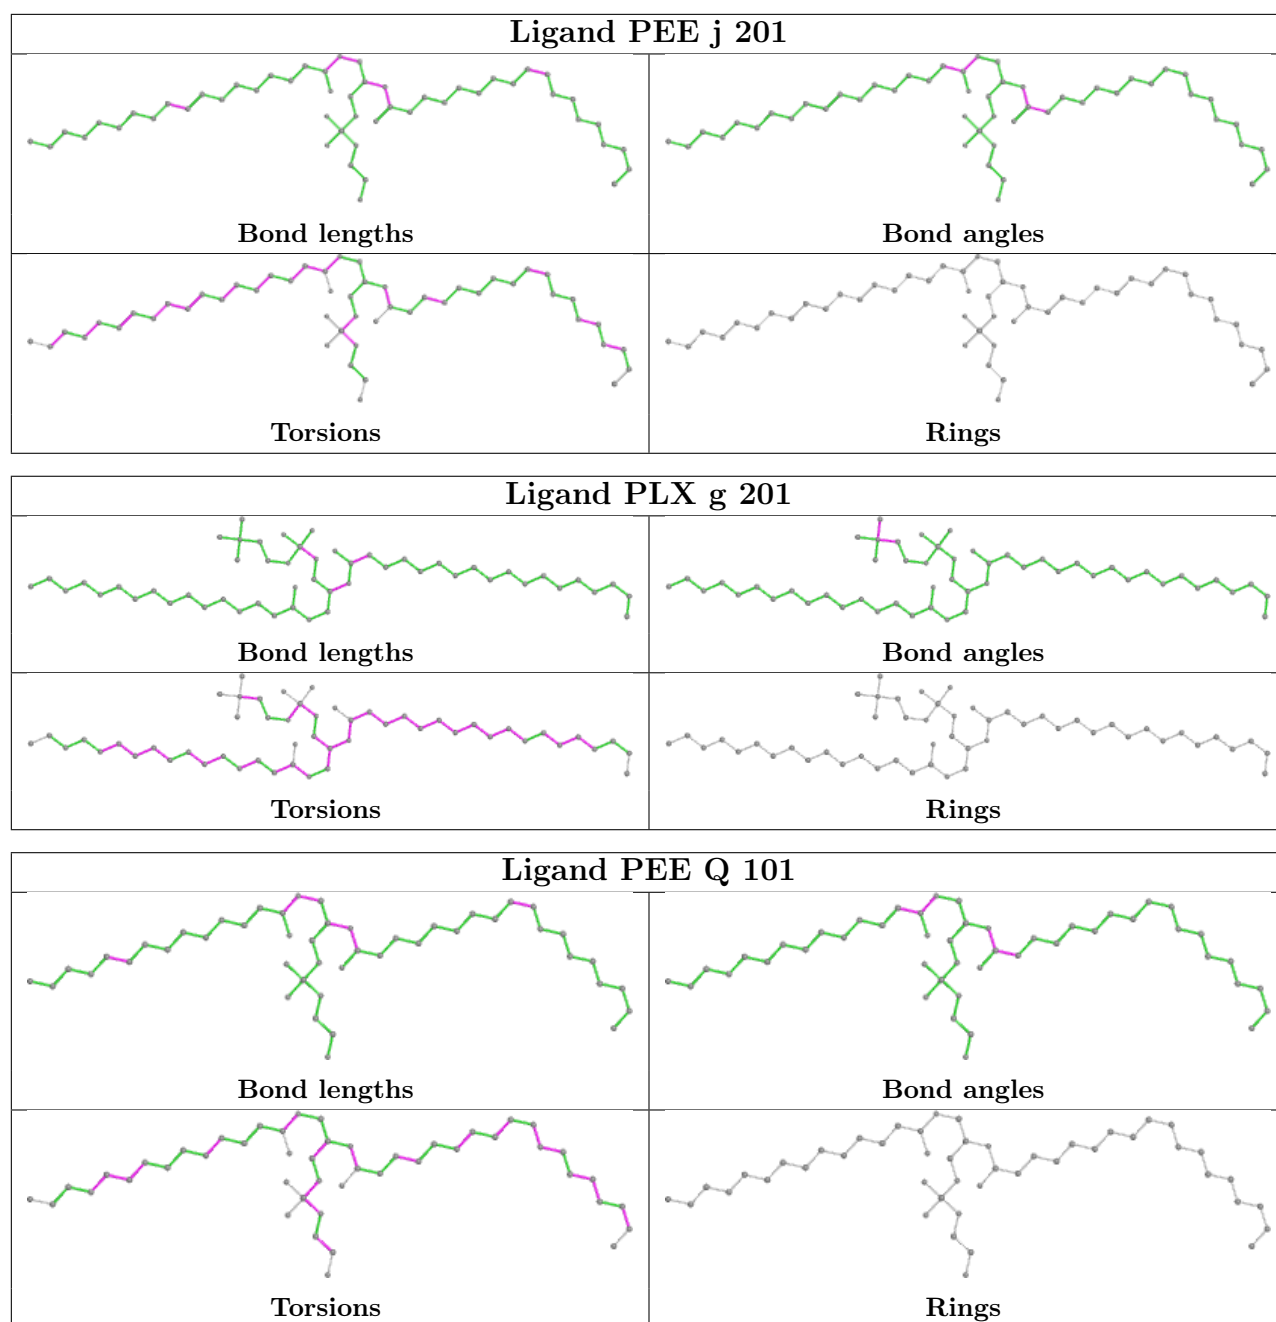 Ligand PEE j 201
Bond lengths
Bond angles
Torsions
Rings
Ligand PLX g 201
Bond lengths
Bond angles
Torsions
Rings
Ligand PEE Q 101
Bond lengths
Bond angles
Torsions
Rings